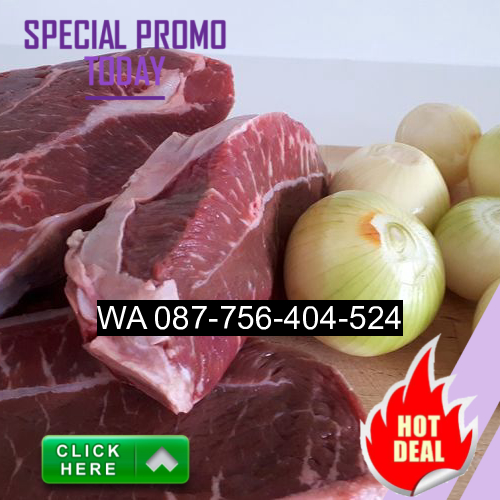 SPECIAL PROMO
TODAY
WA 087-756-404-524
CLICK
HERE
HOT
DEAL